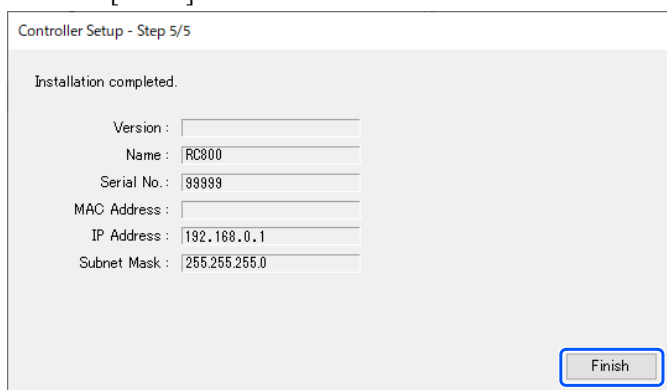 Controller Setup - Step 5/5
Installation completed.
Version :
Name : RC800
Serial No. : 99999
MAC Address :
IP Address : 192.168.0.1
Subnet Mask : 255.255.255.0
Finish